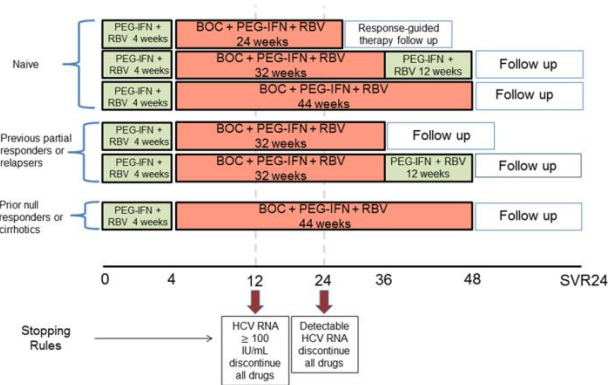 PEG-IFN +
RBV 4 weeks
BOC + PEG-IFN + RBV
24 weeks
Response-guided
therapy follow up
Naive
PEG-IFN +
RBV 4 weeks
BOC + PEG-IFN + RBV
32 weeks
PEG-IFN +
RBV 12 weeks
Follow up
PEG-IFN +
RBV 4 weeks
BOC + PEG-IFN + RBV
44 weeks
Follow up
Previous partial
responders or
relapsers
PEG-IFN +
RBV 4 weeks
BOC + PEG-IFN + RBV
32 weeks
Follow up
PEG-IFN +
RBV 4 weeks
BOC + PEG-IFN + RBV
32 weeks
PEG-IFN + RBV
12 weeks
Follow up
Prior null
responders or
cirrhotics
PEG-IFN +
RBV 4 weeks
BOC + PEG-IFN + RBV
44 weeks
Follow up
0 4 12 24 36 48 SVR24
Stopping
Rules
HCV RNA
≥ 100
IU/mL
discontinue
all drugs
Detectable
HCV RNA
discontinue
all drugs